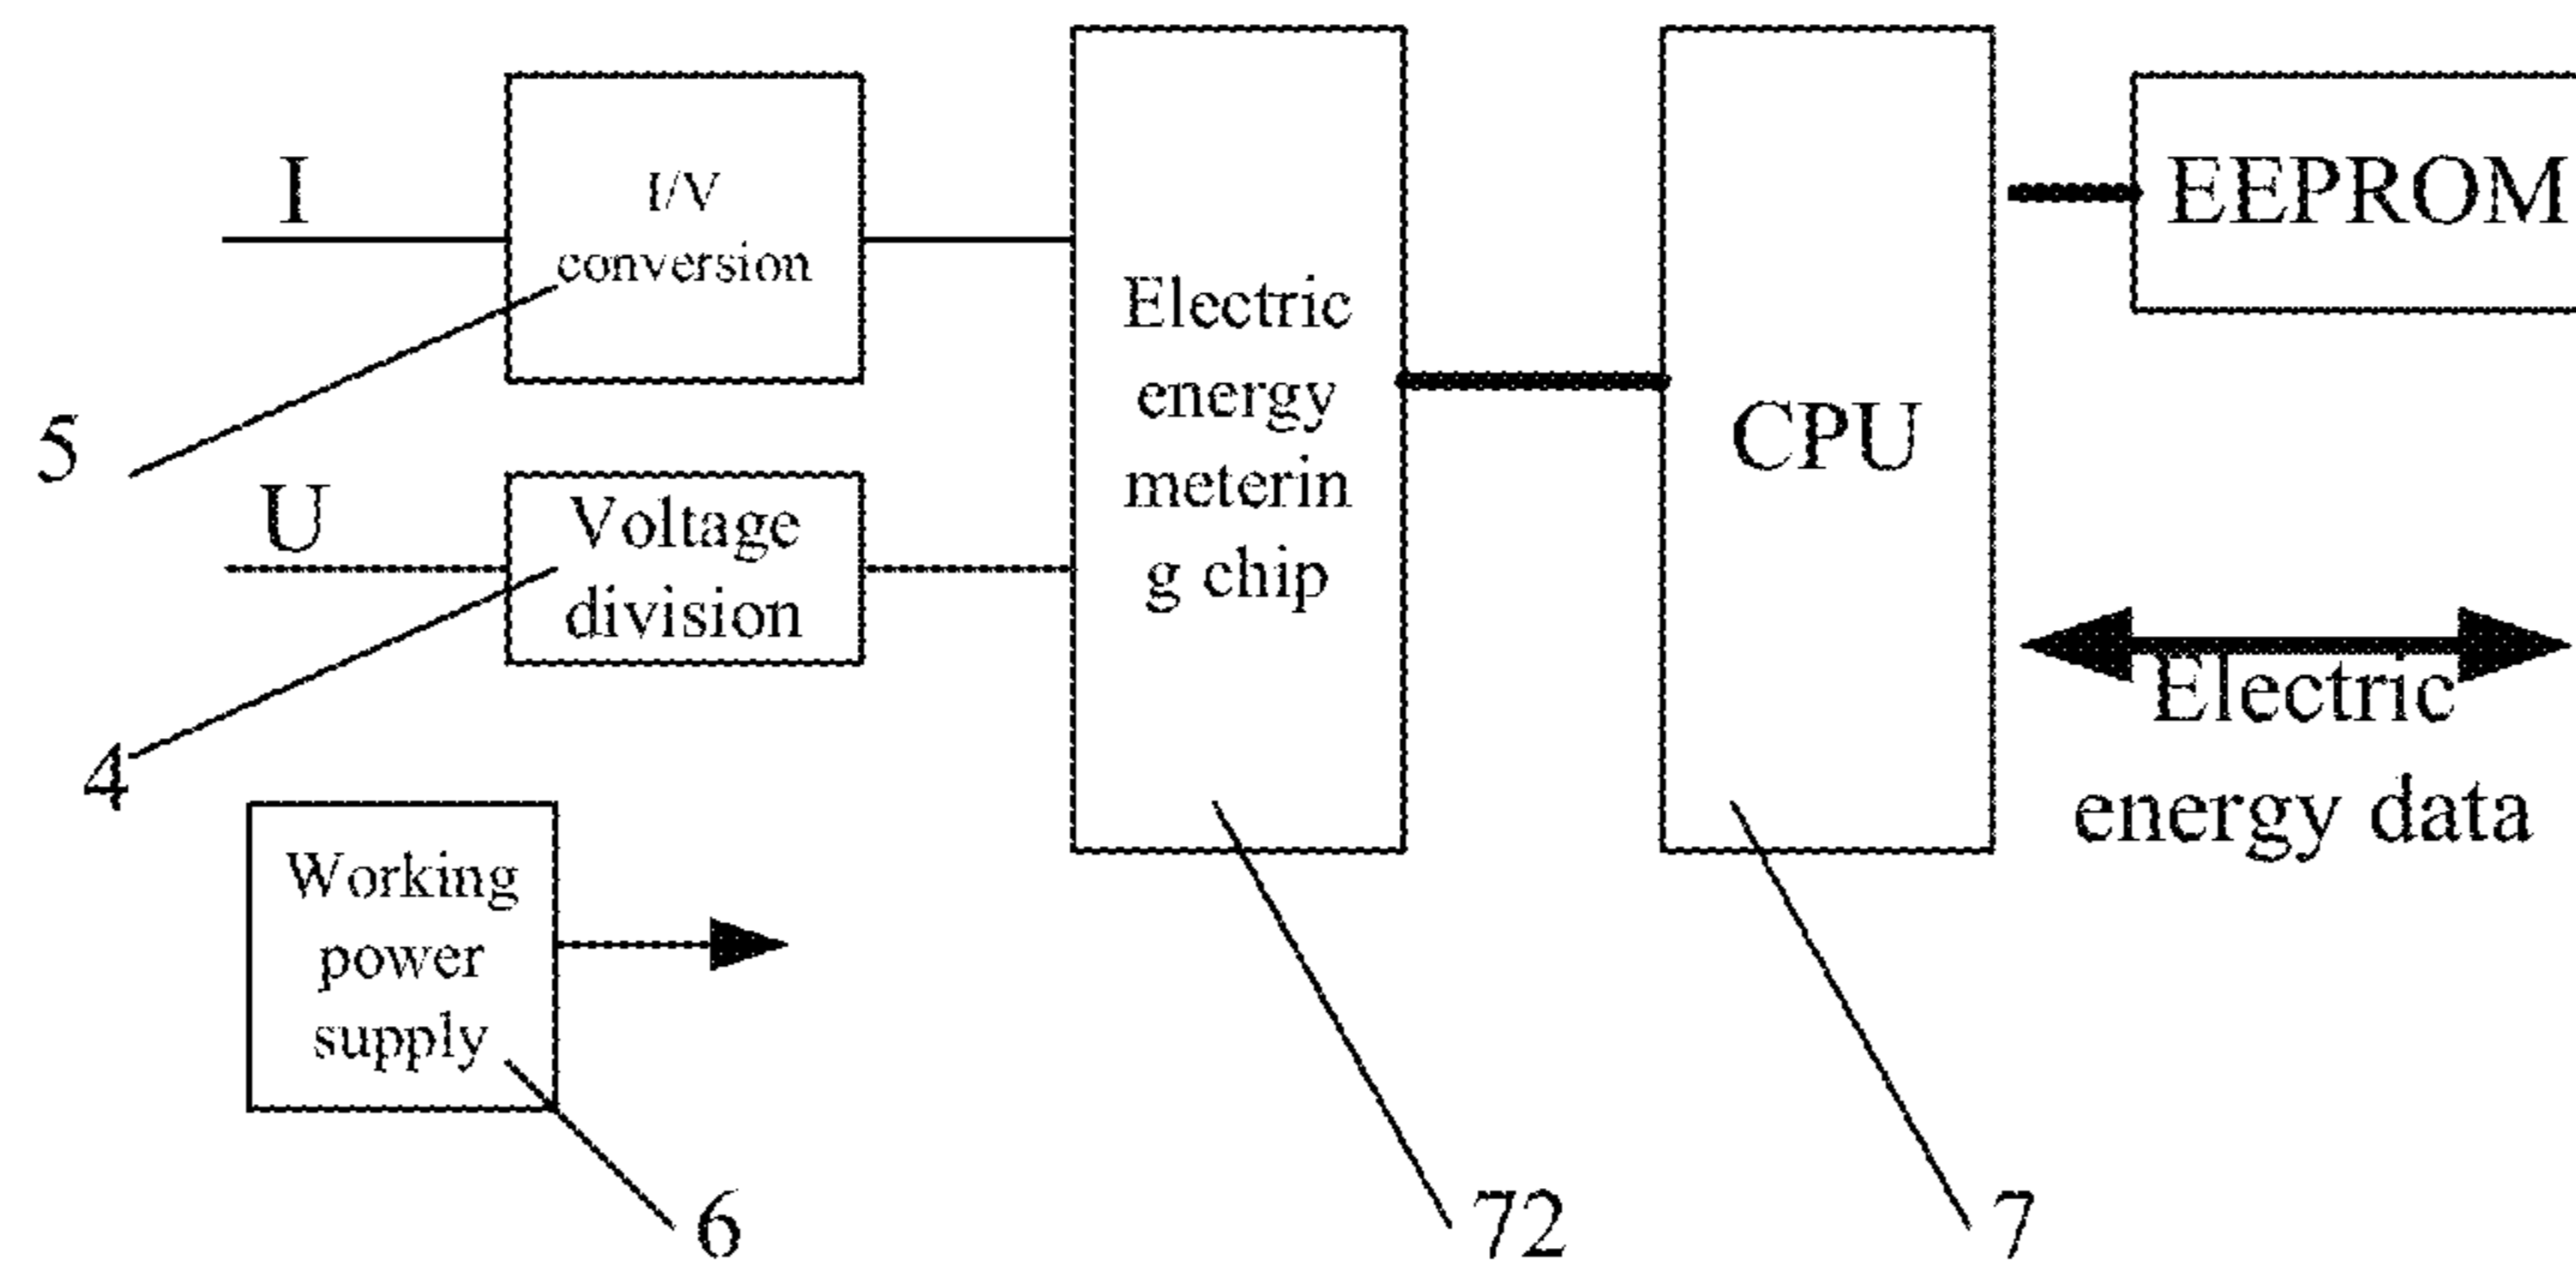 I
I/V
conversion
5
U
Voltage
division
4
Working
power
supply
6
Electric
energy
meterin
g chip
72
CPU
7
EEPROM
Electric
energy data